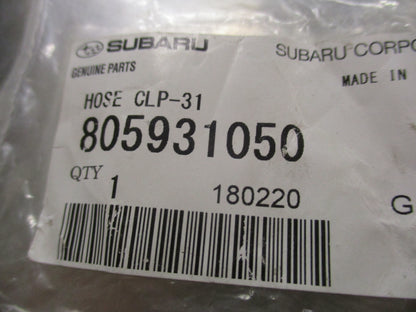 SUBARU SUBARU CORPO
GENUINE PARTS MADE IN
HOSE CLP-31
805931050
QTY
1 180220 G